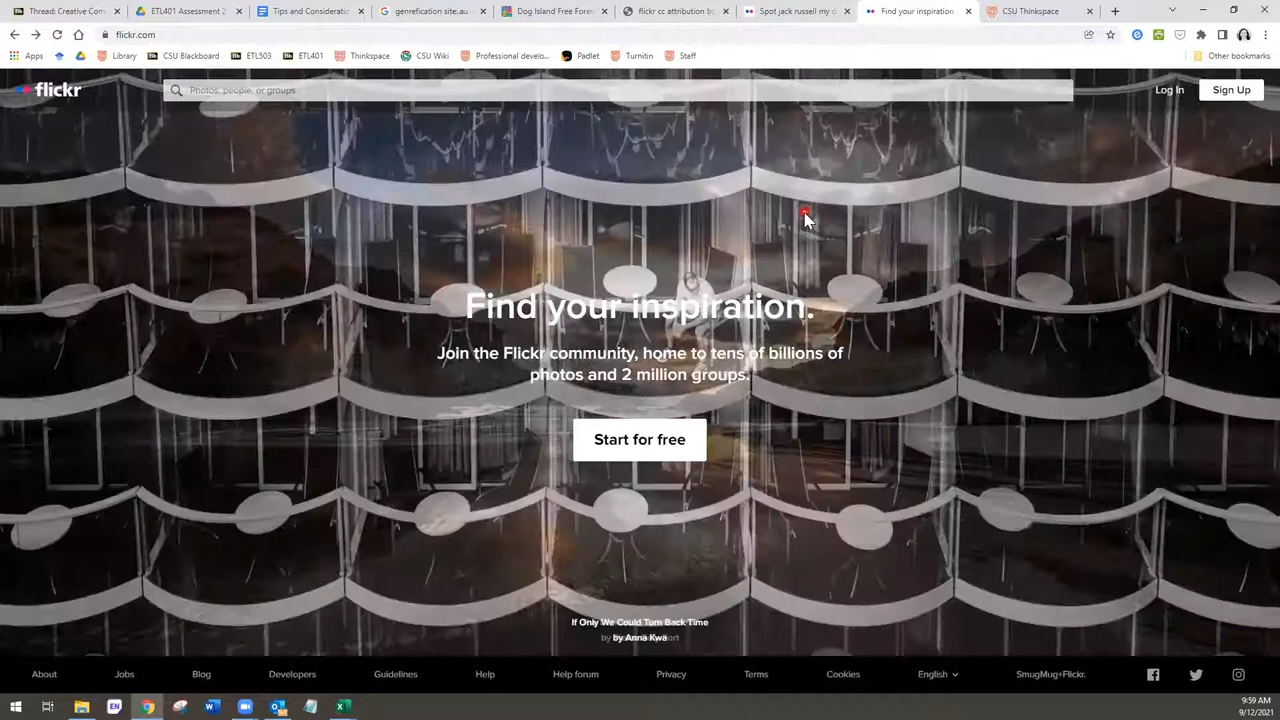 Thread: Creative Com
ETL401 Assessment 2
Tips and Consideratio
genrefication site:.au
Dog Island Free Fore
flickr cc attribution bo
Spot jack russell my d
Find your inspiration.
CSU Thinkspace
flickr.com
Apps
Library
CSU Blackboard
ETL503
ETL401
Thinkspace
CSU Wiki
Professional develo...
Padlet
Turnitin
Staff
Other bookmarks
flickr
Photos, people, or groups
Log In
Sign Up
Find your inspiration.
Join the Flickr community, home to tens of billions of
photos and 2 million groups.
Start for free
If Only We Could Turn Back Time
by Anna Kwa
About
Jobs
Blog
Developers
Guidelines
Help
Help forum
Privacy
Terms
Cookies
English
SmugMug+Flickr.
EN
9:59 AM
9/12/2021